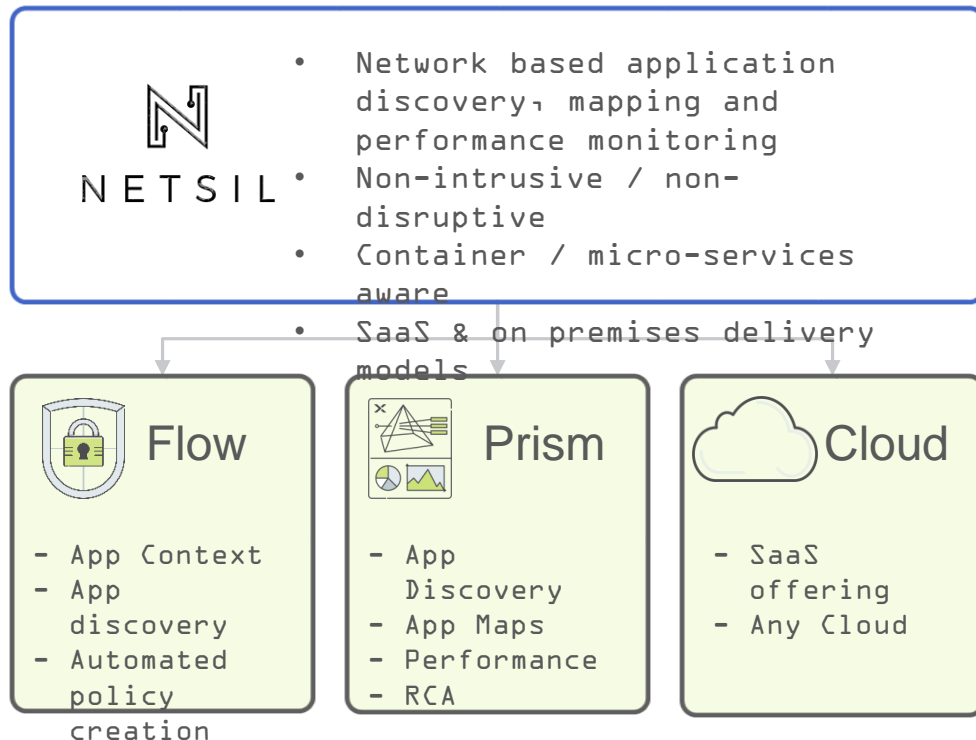 NETSIL
• Network based application
discovery, mapping and
performance monitoring
• Non-intrusive / non-
disruptive
• Container / micro-services
aware
• SaaS & on premises delivery
models
Flow
- App Context
- App
discovery
- Automated
policy
creation
Prism
- App
Discovery
- App Maps
- Performance
- RCA
Cloud
- SaaS
offering
- Any Cloud